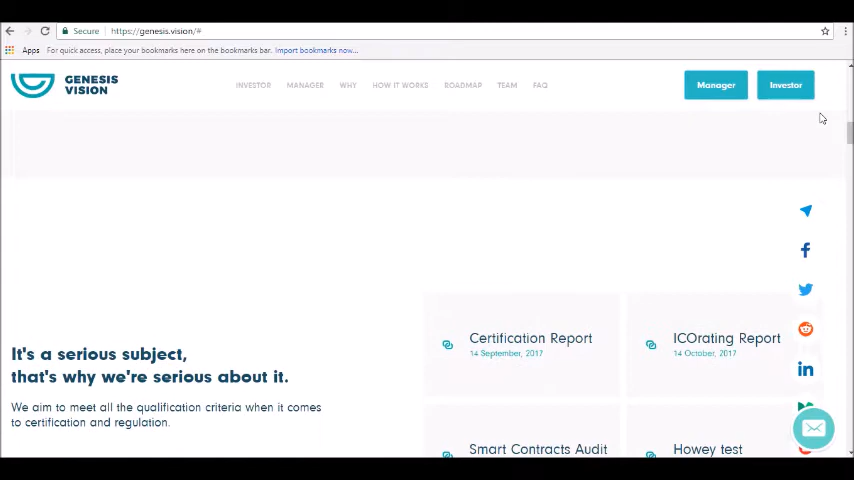 Secure https://genesis.vision/#
Apps For quick access, place your bookmarks here on the bookmarks bar. Import bookmarks now...
GENESIS
VISION
INVESTOR MANAGER WHY HOW IT WORKS ROADMAP TEAM FAQ
Manager Investor
It's a serious subject,
that's why we're serious about it.
We aim to meet all the qualification criteria when it comes
to certification and regulation.
Certification Report
14 September, 2017
ICOrating Report
14 October, 2017
Smart Contracts Audit
Howey test